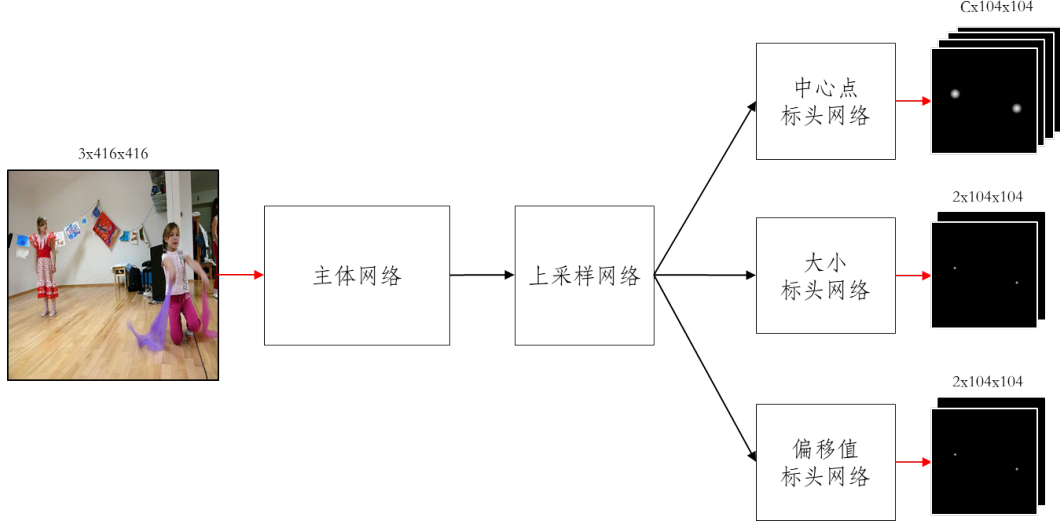 3x416x416
主体网络
上采样网络
中心点
标头网络
Cx104x104
大小
标头网络
2x104x104
偏移值
标头网络
2x104x104